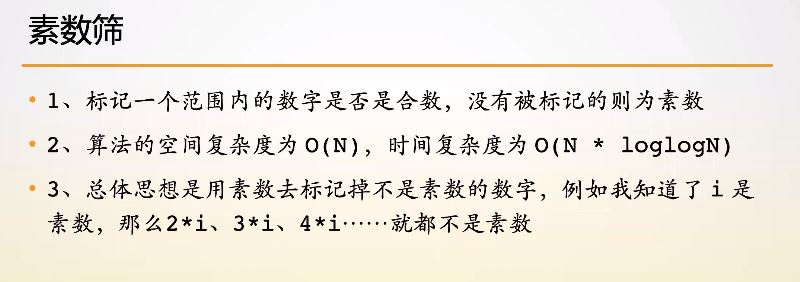 素数筛
• 1、标记一个范围内的数字是否是合数，没有被标记的则为素数
• 2、算法的空间复杂度为 O(N)，时间复杂度为 O(N * loglogN)
• 3、总体思想是用素数去标记掉不是素数的数字，例如我知道了 i 是
素数，那么2*i、3*i、4*i……就都不是素数